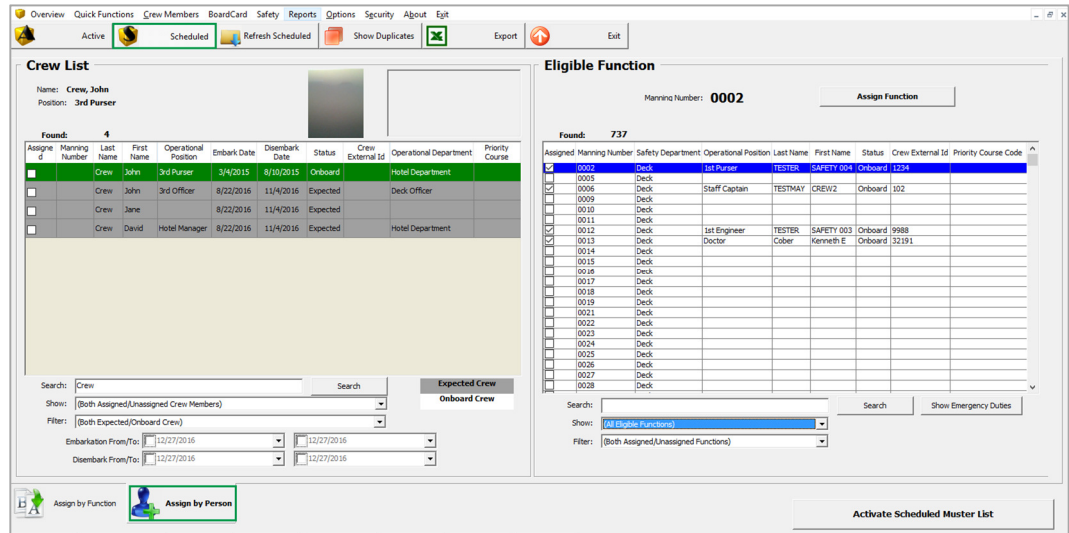 Overview Quick Functions Crew Members BoardCard Safety Reports Options Security About Exit
Active Scheduled Refresh Scheduled Show Duplicates Export Exit
Crew List
Name: Crew, John
Position: 3rd Purser
Found: 4
Assigne d Manning Number Last Name First Name Operational Position Embark Date Disembark Date Status Crew External Id Operational Department Priority Course
Crew John 3rd Purser 3/4/2015 8/10/2015 Onboard Hotel Department
Crew John 3rd Officer 8/22/2016 11/4/2016 Expected Deck Officer
Crew Jane 8/22/2016 11/4/2016 Expected
Crew David Hotel Manager 8/22/2016 11/4/2016 Expected Hotel Department
Search: Crew Search Expected Crew
Show: (Both Assigned/Unassigned Crew Members) Onboard Crew
Filter: (Both Expected/Onboard Crew)
Embarkation From/To: 12/27/2016 12/27/2016
Disembark From/To: 12/27/2016 12/27/2016
Eligible Function
Manning Number: 0002 Assign Function
Found: 737
Assigned Manning Number Safety Department Operational Position Last Name First Name Status Crew External Id Priority Course Code
0002 Deck 1st Purser TESTER SAFETY 004 Onboard 1234
0005 Deck
0006 Deck Staff Captain TESTMAY CREW2 Onboard 102
0009 Deck
0010 Deck
0011 Deck
0012 Deck 1st Engineer TESTER SAFETY 003 Onboard 9988
0013 Deck Doctor Cober Kenneth E Onboard 32191
0014 Deck
0015 Deck
0016 Deck
0017 Deck
0018 Deck
0019 Deck
0021 Deck
0022 Deck
0023 Deck
0024 Deck
0025 Deck
0026 Deck
0027 Deck
0028 Deck
Search: Search Show Emergency Duties
Show: (All Eligible Functions)
Filter: (Both Assigned/Unassigned Functions)
B A Assign by Function Assign by Person
Activate Scheduled Muster List